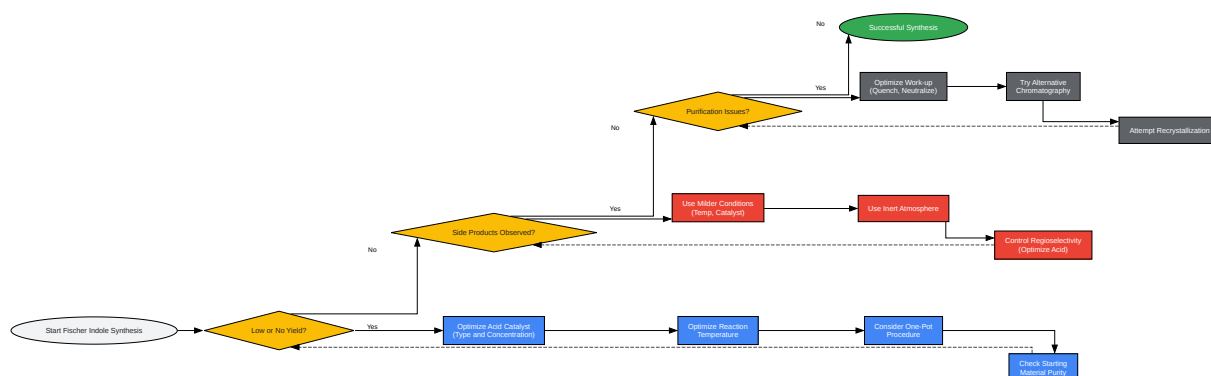 No
Successful Synthesis
Yes
Optimize Work-up
(Quench, Neutralize)
Try Alternative
Chromatography
Purification Issues?
No
Attempt Recrystallization
Yes
Use Milder Conditions
(Temp, Catalyst)
Use Inert Atmosphere
Side Products Observed?
No
Control Regioselectivity
(Optimize Acid)
Start Fischer Indole Synthesis
Low or No Yield?
Yes
Optimize Acid Catalyst
(Type and Concentration)
Optimize Reaction
Temperature
Consider One-Pot
Procedure
Check Starting
Material Purity